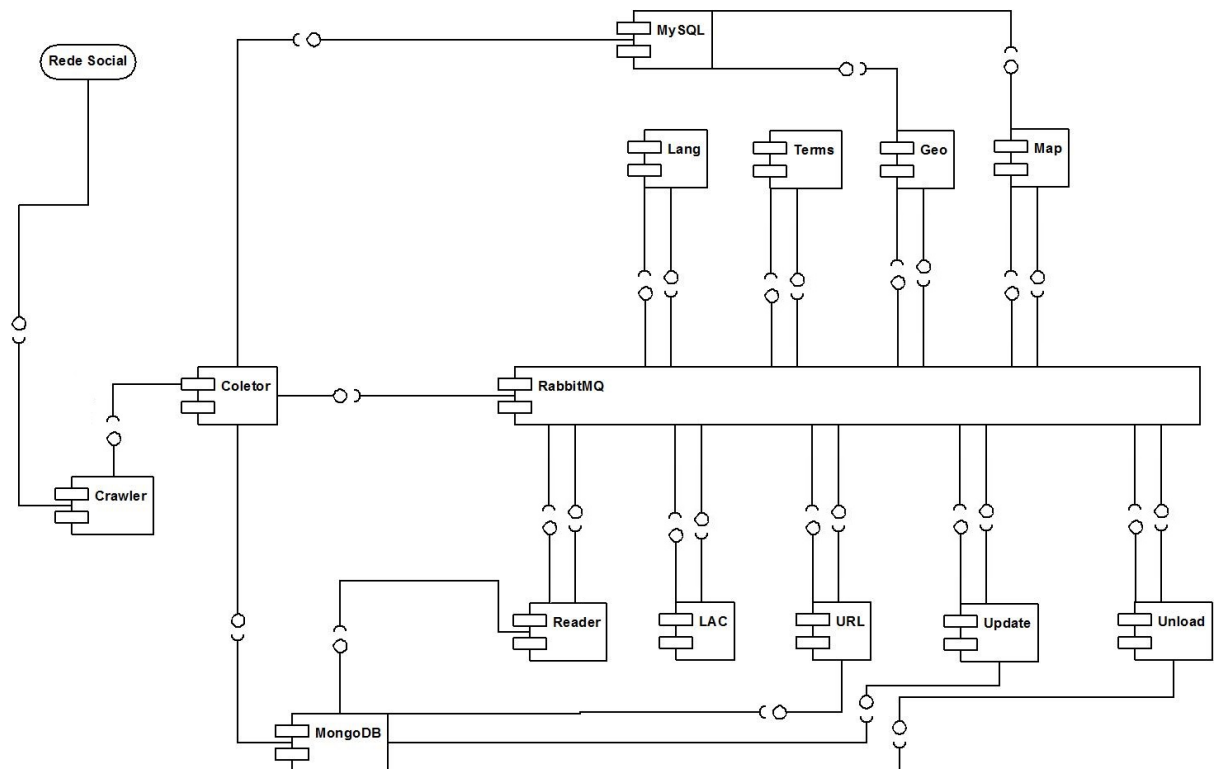 MySQL
Rede Social
Lang
Terms
Geo
Map
Coletor
RabbitMQ
Crawler
Reader
LAC
URL
Update
Unload
MongoDB